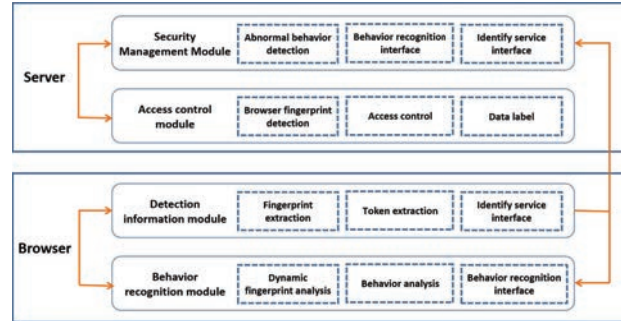 Server
Security
Management Module
Abnormal behavior
detection
Behavior recognition
interface
Identify service
interface
Access control
module
Browser fingerprint
detection
Access control
Data label
Browser
Detection
information module
Fingerprint
extraction
Token extraction
Identify service
interface
Behavior
recognition module
Dynamic
fingerprint analysis
Behavior analysis
Behavior recognition
interface